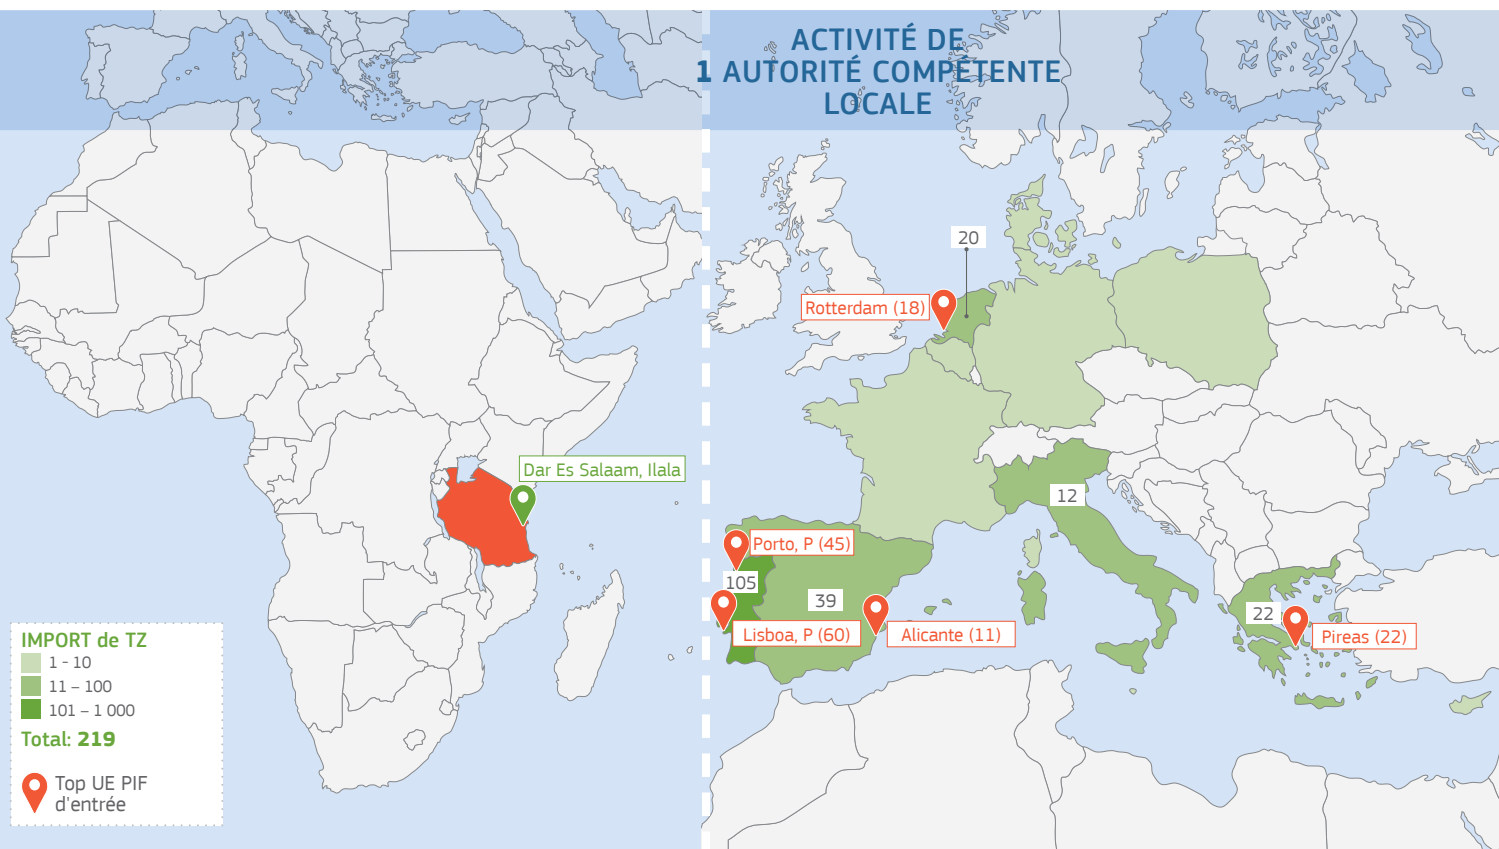 ACTIVITÉ DE
1 AUTORITÉ COMPÉTENTE
LOCALE
20
Rotterdam (18)
Dar Es Salaam, Ilala
12
Porto, P (45)
105
39
22
Lisboa, P (60)
Alicante (11)
Pireas (22)
IMPORT de TZ
1 - 10
11 – 100
101 – 1 000
Total: 219
Top UE PIF
d'entrée